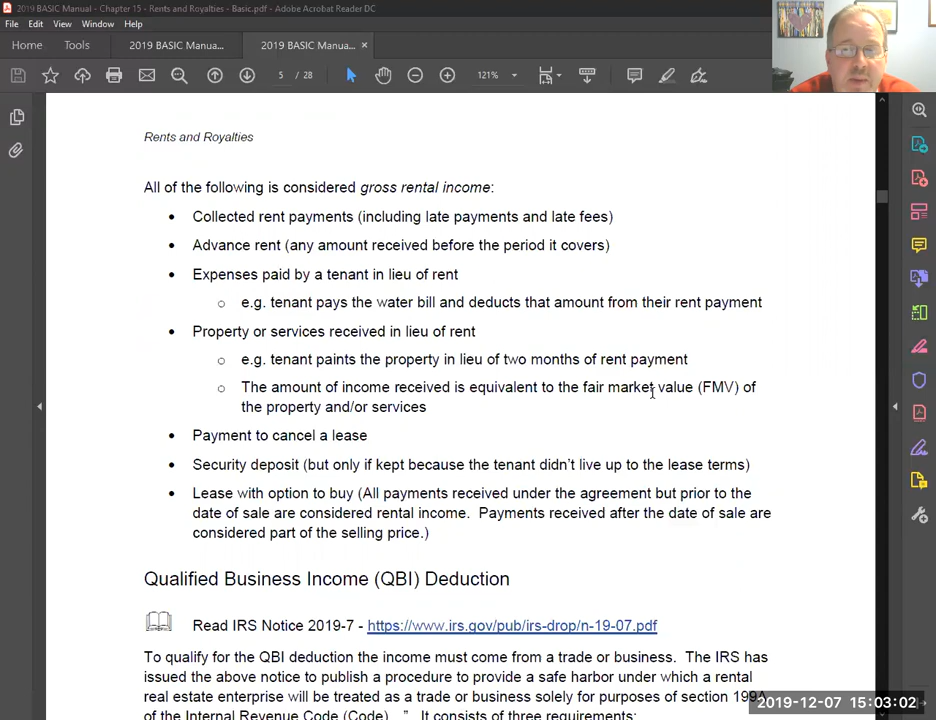 2019 BASIC Manual - Chapter 15 - Rents and Royalties - Basic.pdf - Adobe Acrobat Reader DC
File Edit View Window Help
Home Tools 2019 BASIC Manua... 2019 BASIC Manua... ×
5 / 28 121%
Rents and Royalties
All of the following is considered gross rental income:
• Collected rent payments (including late payments and late fees)
• Advance rent (any amount received before the period it covers)
• Expenses paid by a tenant in lieu of rent
o e.g. tenant pays the water bill and deducts that amount from their rent payment
• Property or services received in lieu of rent
o e.g. tenant paints the property in lieu of two months of rent payment
o The amount of income received is equivalent to the fair market value (FMV) of
the property and/or services
• Payment to cancel a lease
• Security deposit (but only if kept because the tenant didn't live up to the lease terms)
• Lease with option to buy (All payments received under the agreement but prior to the
date of sale are considered rental income. Payments received after the date of sale are
considered part of the selling price.)
Qualified Business Income (QBI) Deduction
Read IRS Notice 2019-7 - https://www.irs.gov/pub/irs-drop/n-19-07.pdf
To qualify for the QBI deduction the income must come from a trade or business. The IRS has
issued the above notice to publish a procedure to provide a safe harbor under which a rental
real estate enterprise will be treated as a trade or business solely for purposes of section 199A
of the Internal Revenue Code (Code)... " It consists of three requirements:
2019-12-07 15:03:02